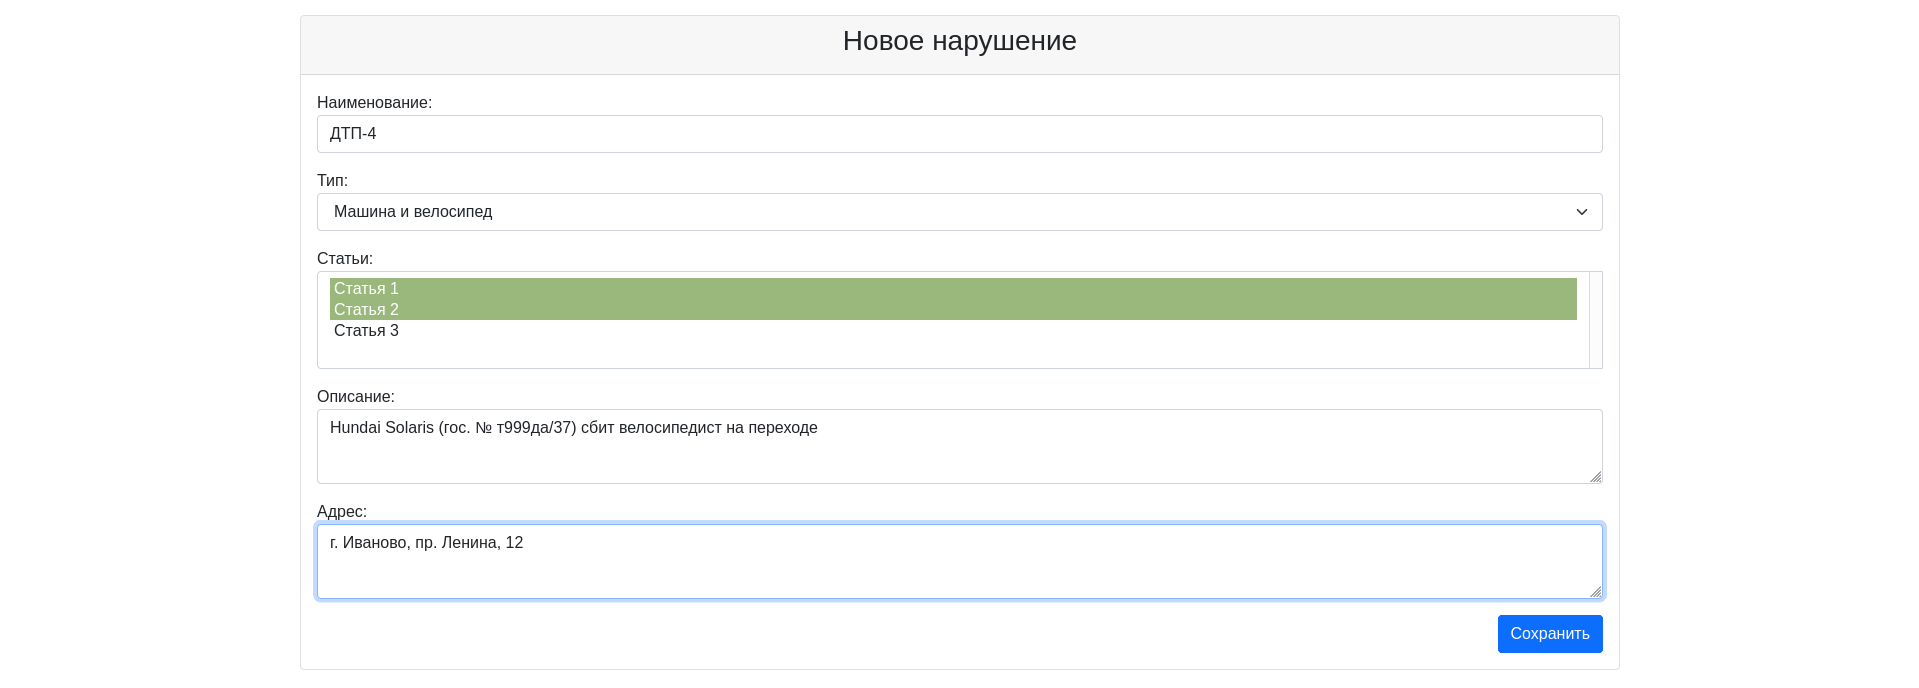 Новое нарушение
Наименование:
ДТП-4
Тип:
Машина и велосипед
Статьи:
Статья 1
Статья 2
Статья 3
Описание:
Hundai Solaris (гос. № т999да/37) сбит велосипедист на переходе
Адрес:
г. Иваново, пр. Ленина, 12
Сохранить